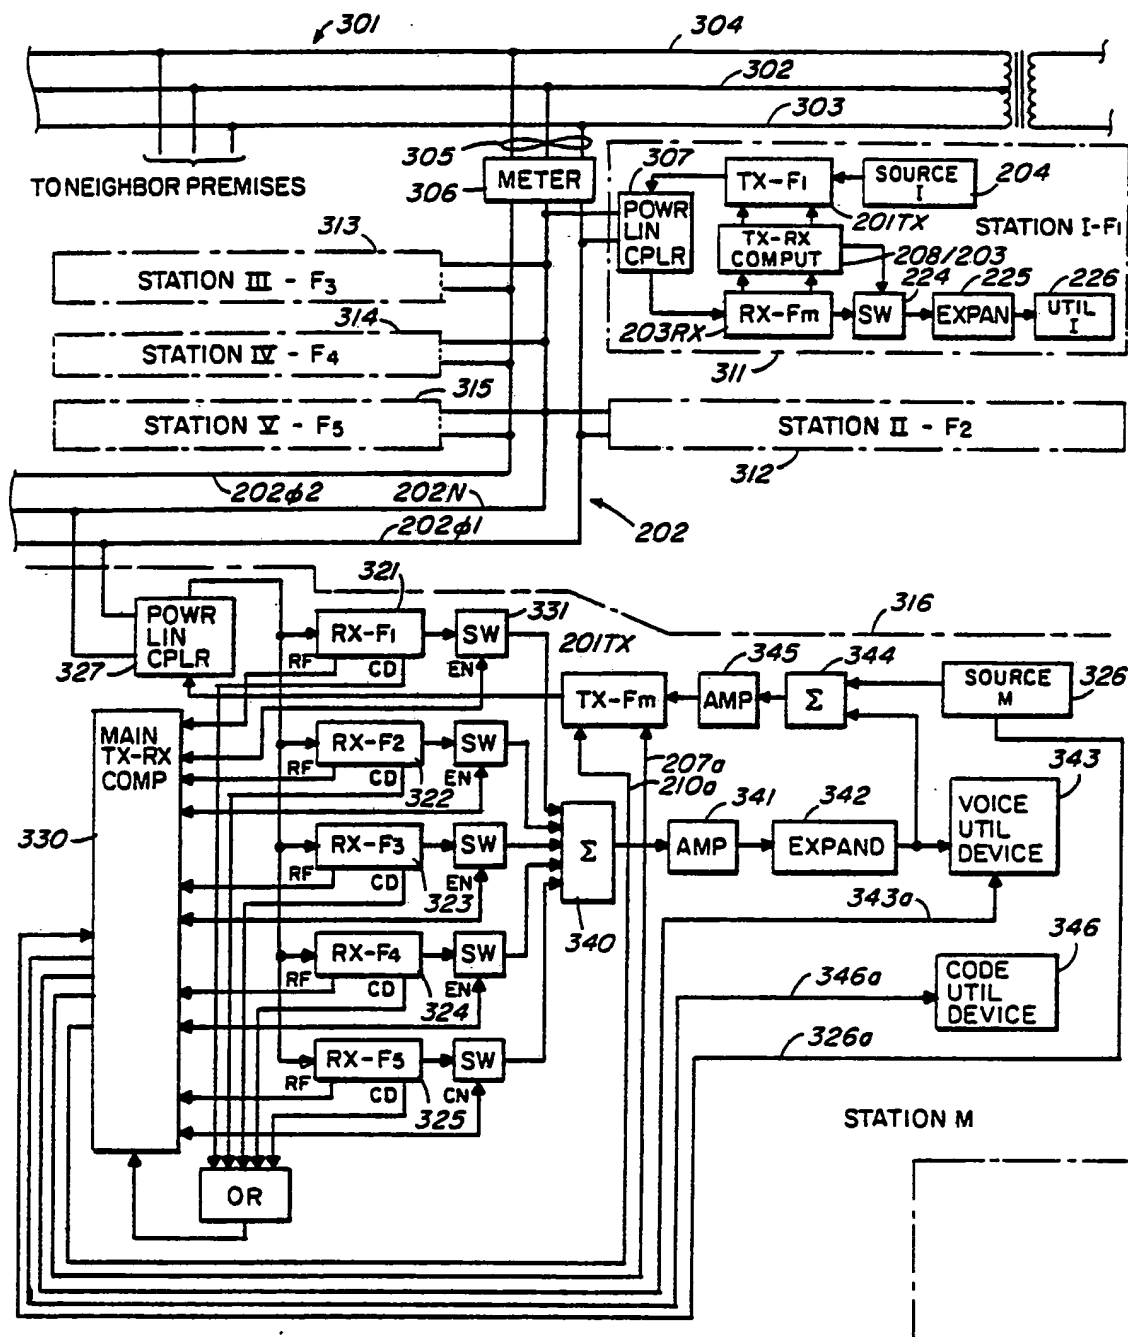 301
304
302
303
305
306
METER
TO NEIGHBOR PREMISES
307
POWR
LIN
CPLR
TX-F1
SOURCE
I
204
201TX
STATION I-F1
TX-RX
COMPUT
208/203
224
225
226
RX-Fm
SW
EXPAN
UTIL
I
203RX
311
313
STATION III - F3
314
STATION IV - F4
315
STATION V - F5
STATION II - F2
312
202φ2
202N
202φ1
202
316
POWR
LIN
CPLR
327
321
RX-F1
RF
CD
SW
331
EN
201TX
TX-Fm
345
AMP
344
Σ
SOURCE
M
326
MAIN
TX-RX
COMP
330
RX-F2
RF
CD
322
SW
EN
207a
210a
341
AMP
342
EXPAND
343
VOICE
UTIL
DEVICE
RX-F3
RF
CD
323
SW
EN
Σ
340
343a
RX-F4
RF
CD
324
SW
EN
346a
346
CODE
UTIL
DEVICE
326a
RX-F5
RF
CD
325
SW
CN
STATION M
OR